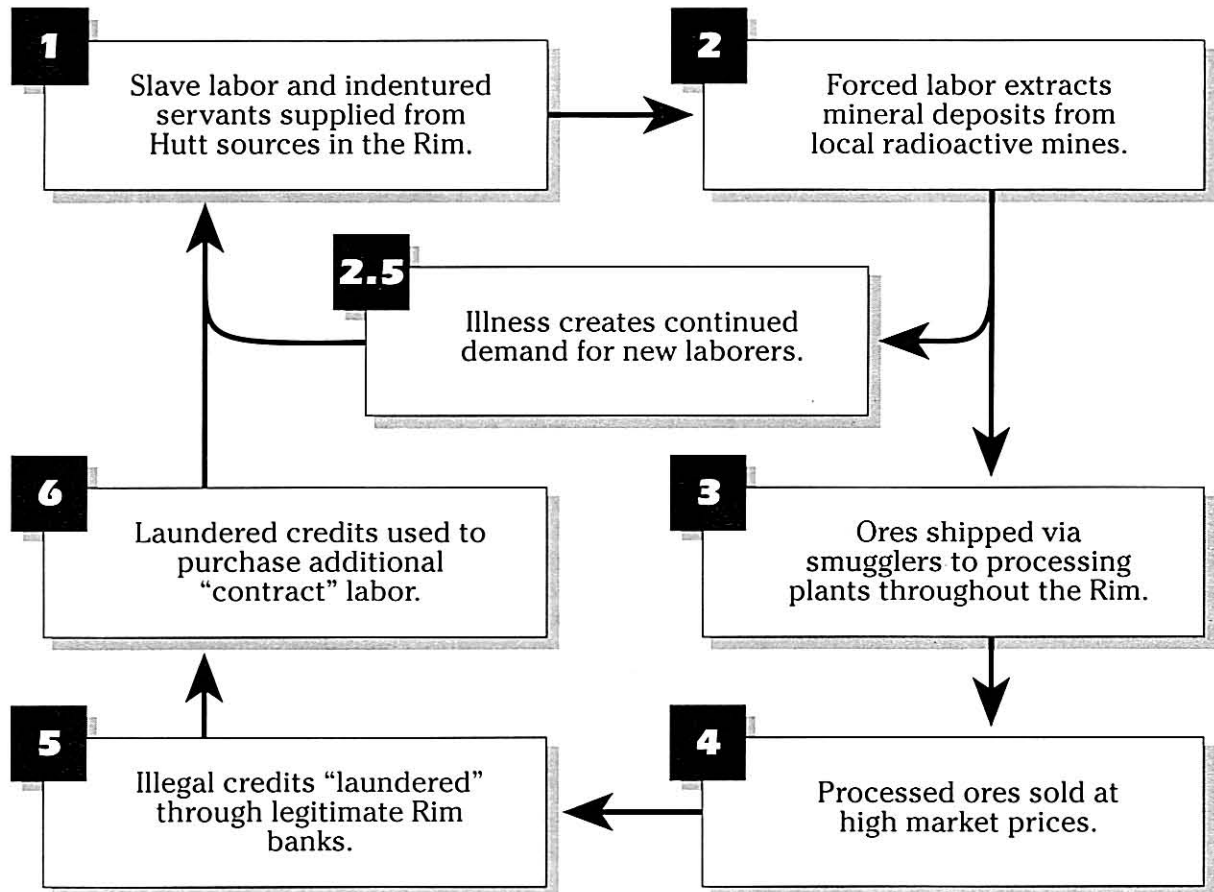 1
Slave labor and indentured
servants supplied from
Hutt sources in the Rim.
2
Forced labor extracts
mineral deposits from
local radioactive mines.
2.5
Illness creates continued
demand for new laborers.
3
Ores shipped via
smugglers to processing
plants throughout the Rim.
4
Processed ores sold at
high market prices.
5
Illegal credits “laundered”
through legitimate Rim
banks.
6
Laundered credits used to
purchase additional
“contract” labor.